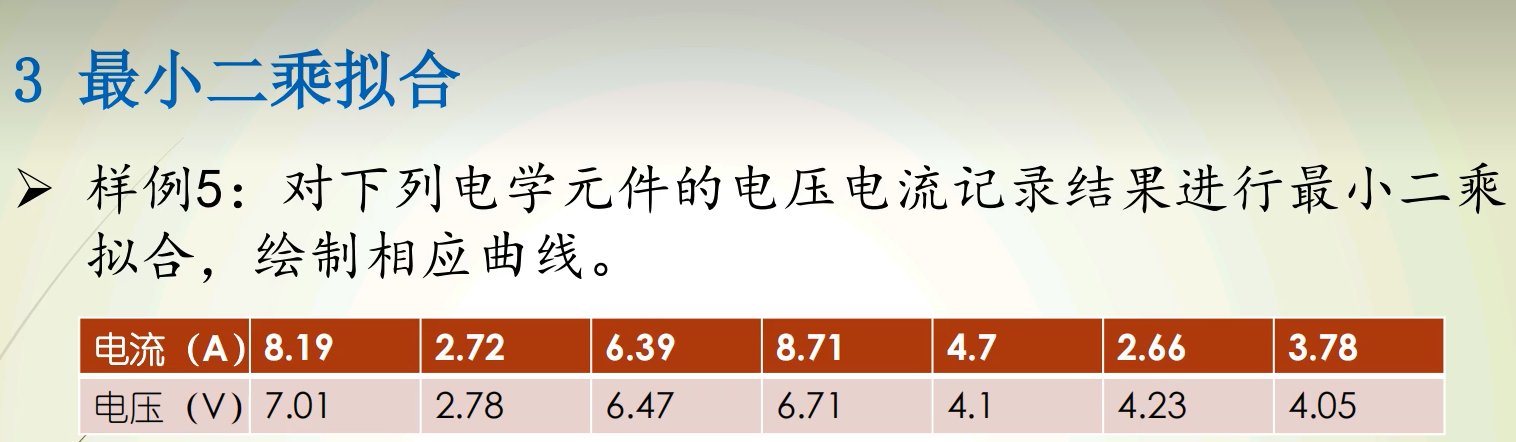 3 最小二乘拟合
样例5：对下列电学元件的电压电流记录结果进行最小二乘
拟合，绘制相应曲线。
电流（A） 8.19 2.72 6.39 8.71 4.7 2.66 3.78
电压（V） 7.01 2.78 6.47 6.71 4.1 4.23 4.05